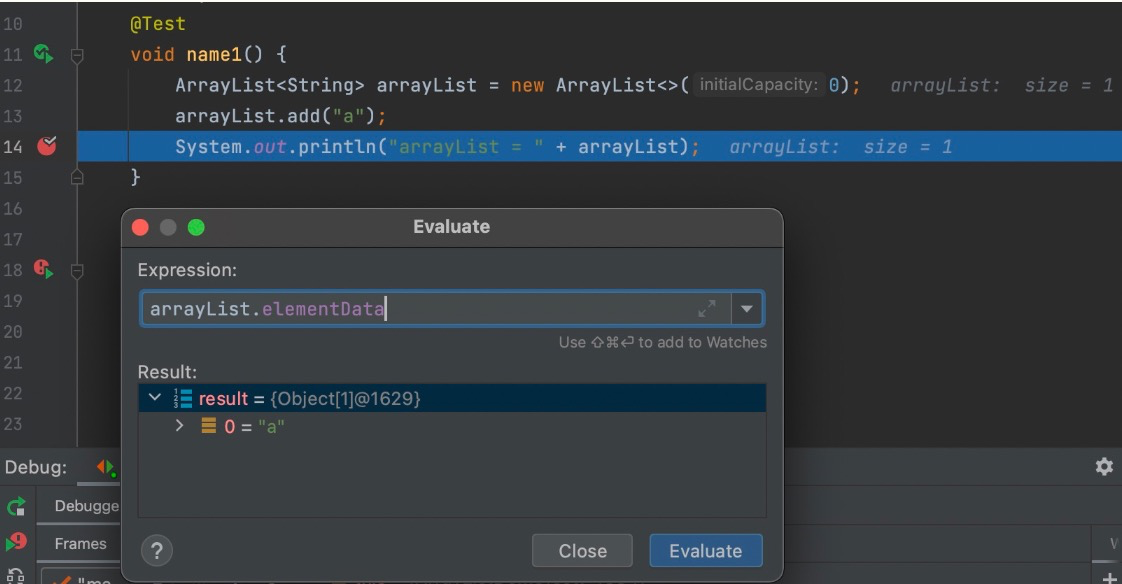 10 @Test
11 void name1() {
12 ArrayList<String> arrayList = new ArrayList<>( initialCapacity: 0); arrayList: size = 1
13 arrayList.add("a");
14 System.out.println("arrayList = " + arrayList); arrayList: size = 1
15 }
16
17
18
19
20
21
22
23
Evaluate
Expression:
arrayList.elementData
Use ⇧⌘⏎ to add to Watches
Result:
result = {Object[1]@1629}
0 = "a"
? Close Evaluate
Debug:
Debugge
Frames